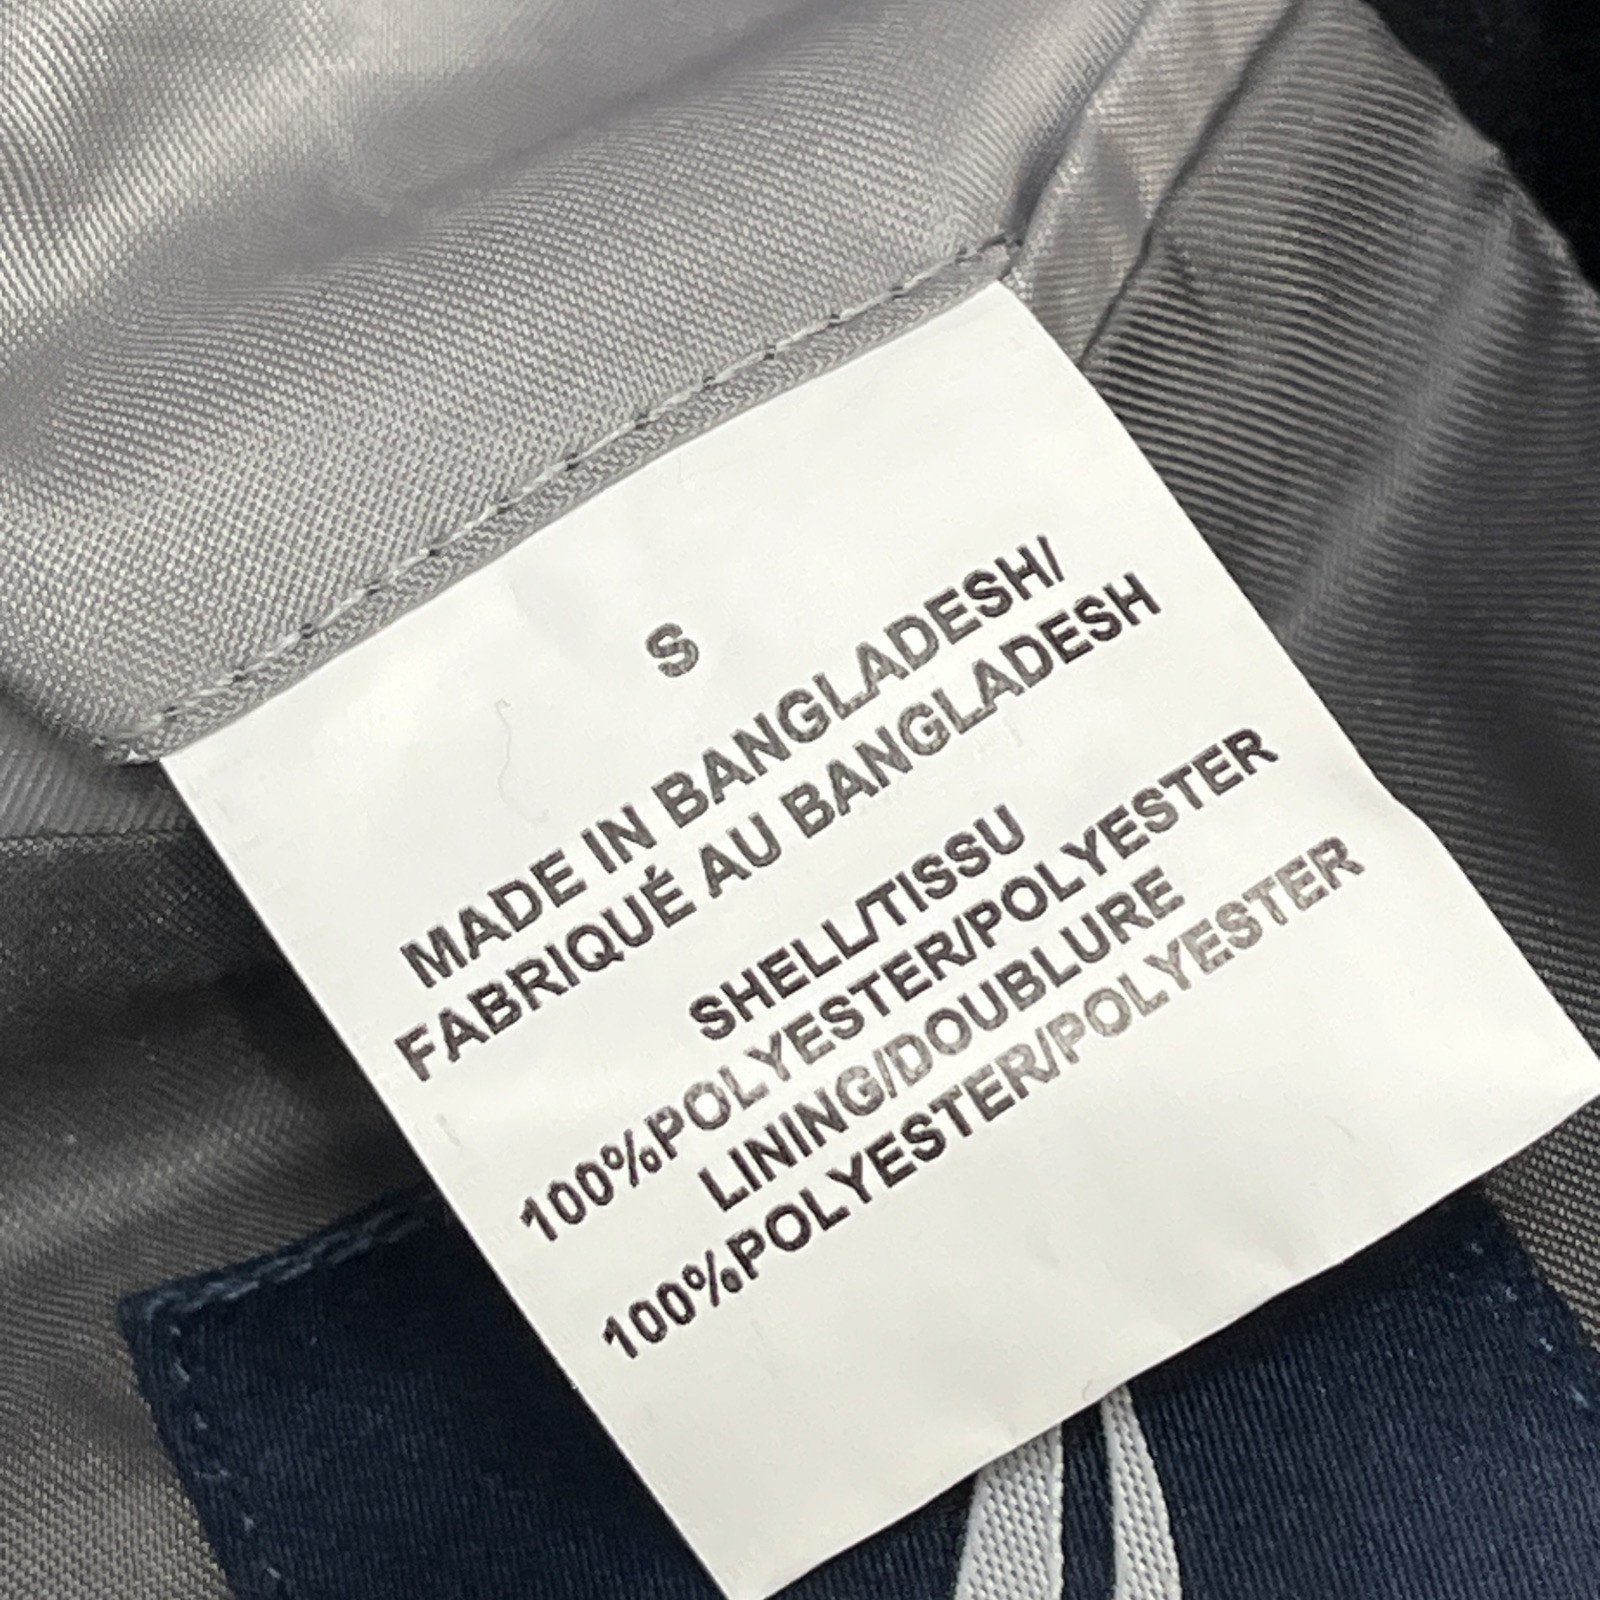 S
MADE IN BANGLADESH/
FABRIQUÉ AU BANGLADESH
SHELL/TISSU
100%POLYESTER/POLYESTER
LINING/DOUBLURE
100%POLYESTER/POLYESTER